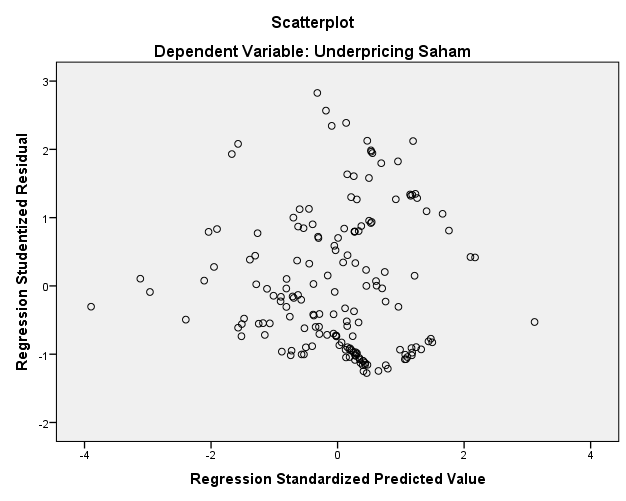 Scatterplot
Dependent Variable: Underpricing Saham
Regression Studentized Residual
3
2
1
0
-1
-2
-4
-2
0
2
4
Regression Standardized Predicted Value